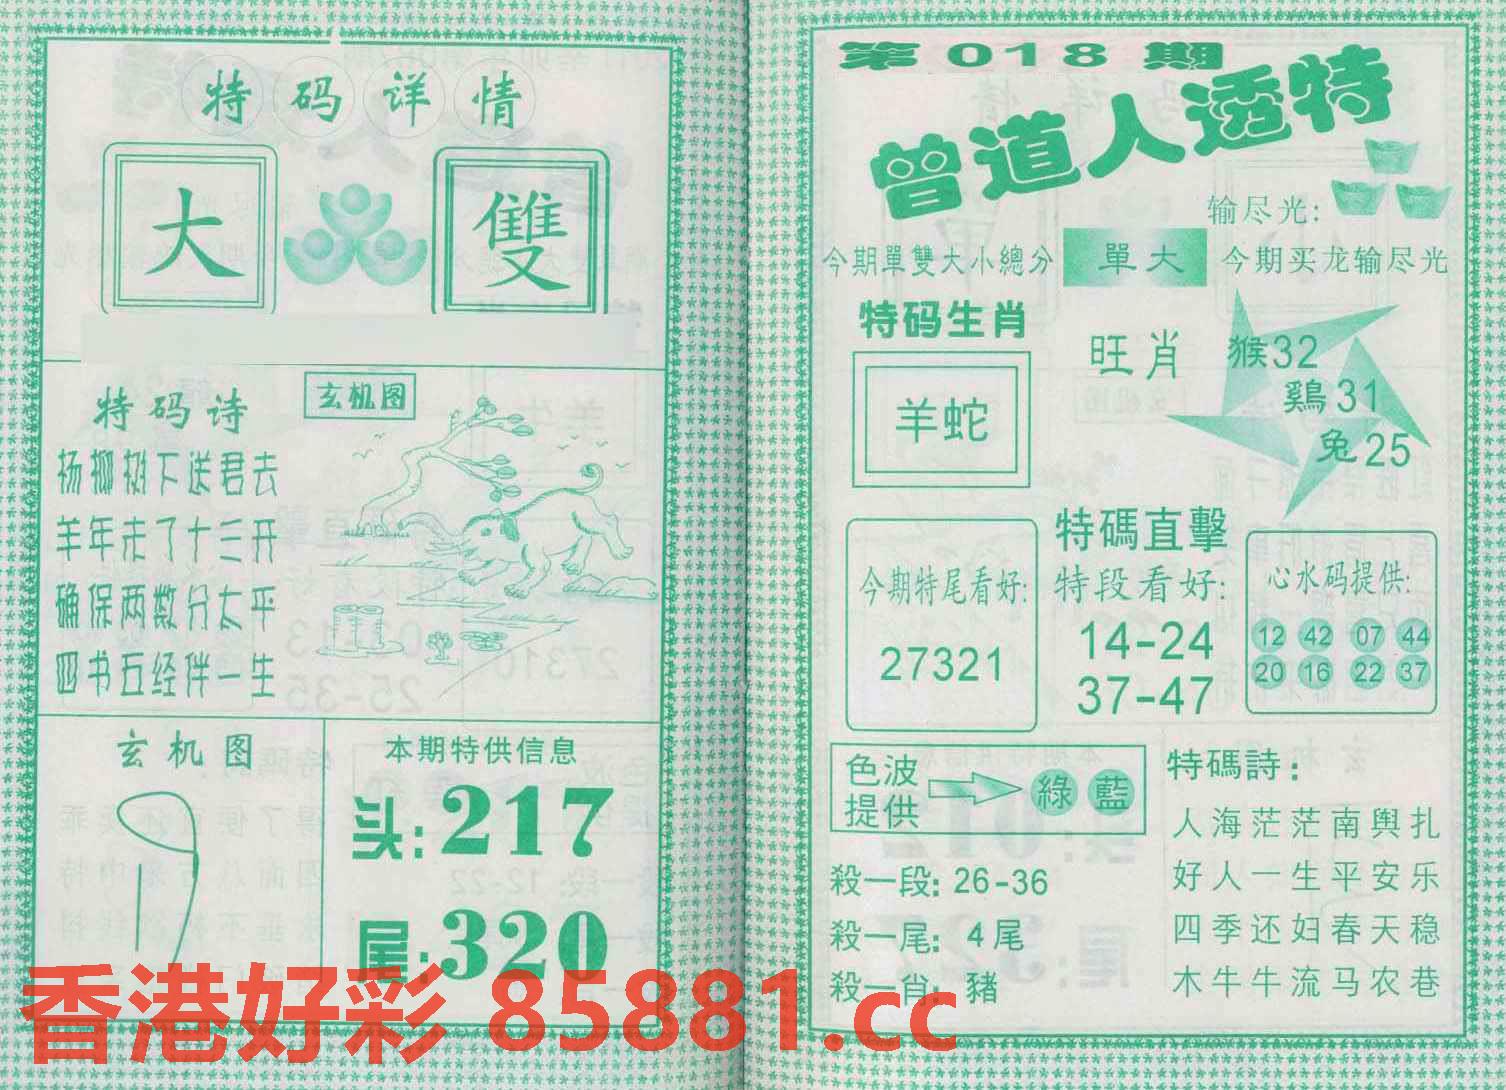 特码详情
大
雙
特码诗
玄机图
杨柳树下送君去
羊年未了十三开
确保两数分太平
四书五经伴一生
玄机图
本期特供信息
头:217
尾:320
第018期
曾道人透特
输尽光:
今期單雙大小總分
單大
今期买龙输尽光
特码生肖
羊蛇
旺肖
猴32
鷄31
兔25
今期特尾看好:
27321
特碼直擊
特段看好:
14-24
37-47
心水码提供:
12 42 07 44
20 16 22 37
色波
提供
綠 藍
殺一段: 26-36
殺一尾: 4尾
殺一肖: 豬
特碼詩:
人海茫茫南舆扎
好人一生平安乐
四季还妇春天稳
木牛牛流马农巷
香港好彩 85881.cc